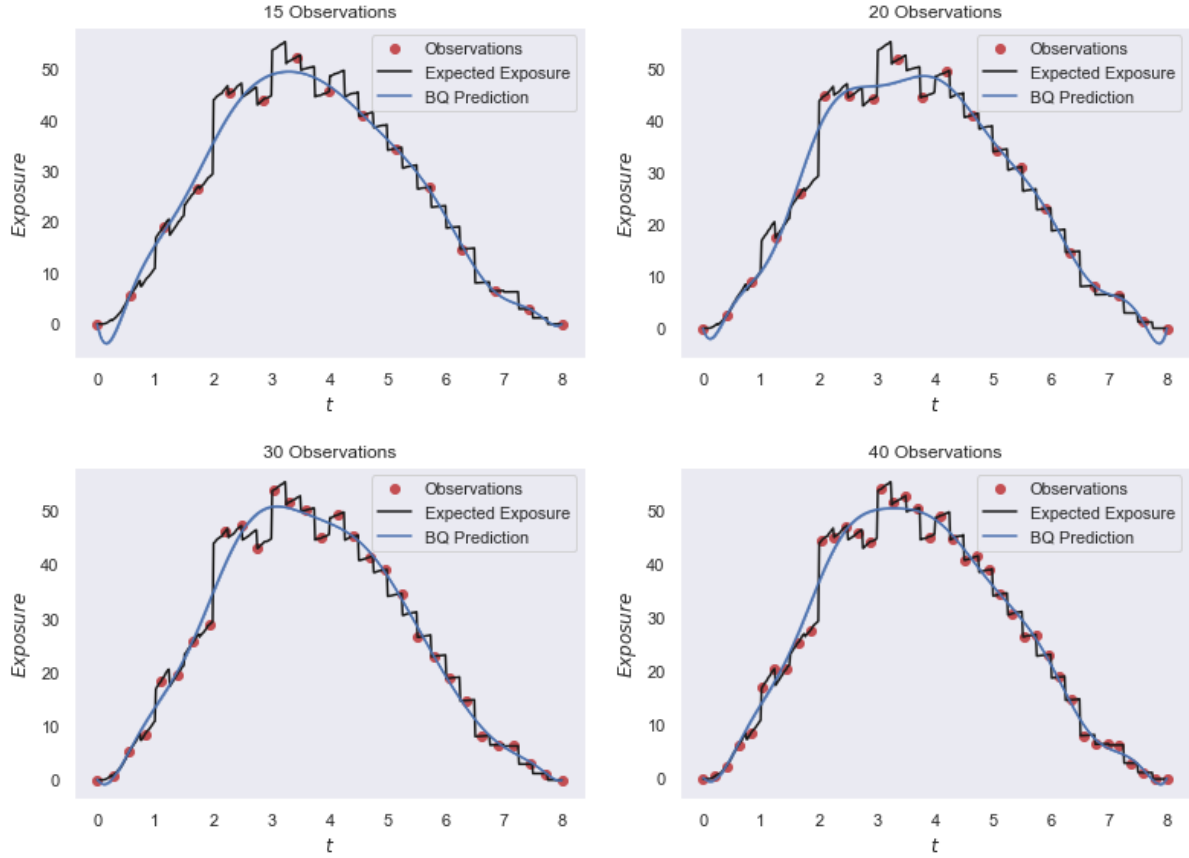 15 Observations
Observations
Expected Exposure
BQ Prediction
Exposure
50
40
30
20
10
0
0 1 2 3 4 5 6 7 8
t
20 Observations
Observations
Expected Exposure
BQ Prediction
Exposure
50
40
30
20
10
0
0 1 2 3 4 5 6 7 8
t
30 Observations
Observations
Expected Exposure
BQ Prediction
Exposure
50
40
30
20
10
0
0 1 2 3 4 5 6 7 8
t
40 Observations
Observations
Expected Exposure
BQ Prediction
Exposure
50
40
30
20
10
0
0 1 2 3 4 5 6 7 8
t